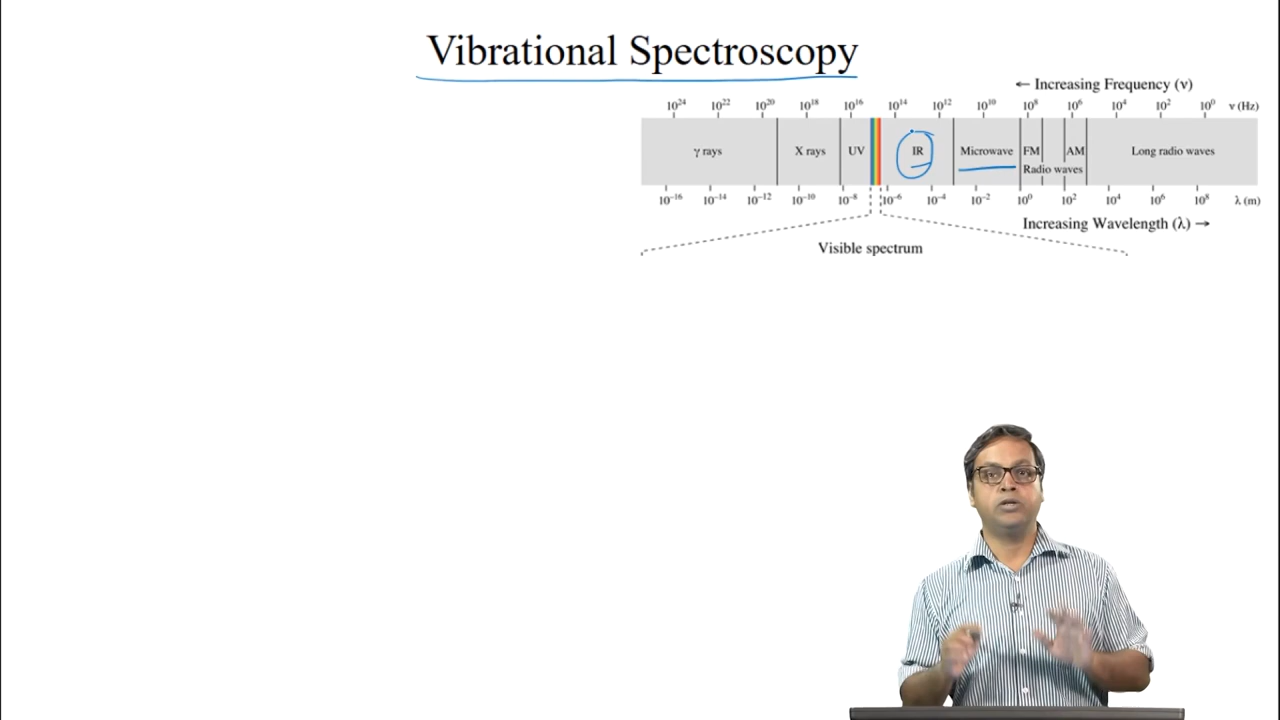 Vibrational Spectroscopy
← Increasing Frequency (ν)
10²⁴ 10²² 10²⁰ 10¹⁸ 10¹⁶ 10¹⁴ 10¹² 10¹⁰ 10⁸ 10⁶ 10⁴ 10² 10⁰ ν (Hz)
γ rays X rays UV IR Microwave FM AM Long radio waves
Radio waves
10⁻¹⁶ 10⁻¹⁴ 10⁻¹² 10⁻¹⁰ 10⁻⁸ 10⁻⁶ 10⁻⁴ 10⁻² 10⁰ 10² 10⁴ 10⁶ 10⁸ λ (m)
Increasing Wavelength (λ) →
Visible spectrum